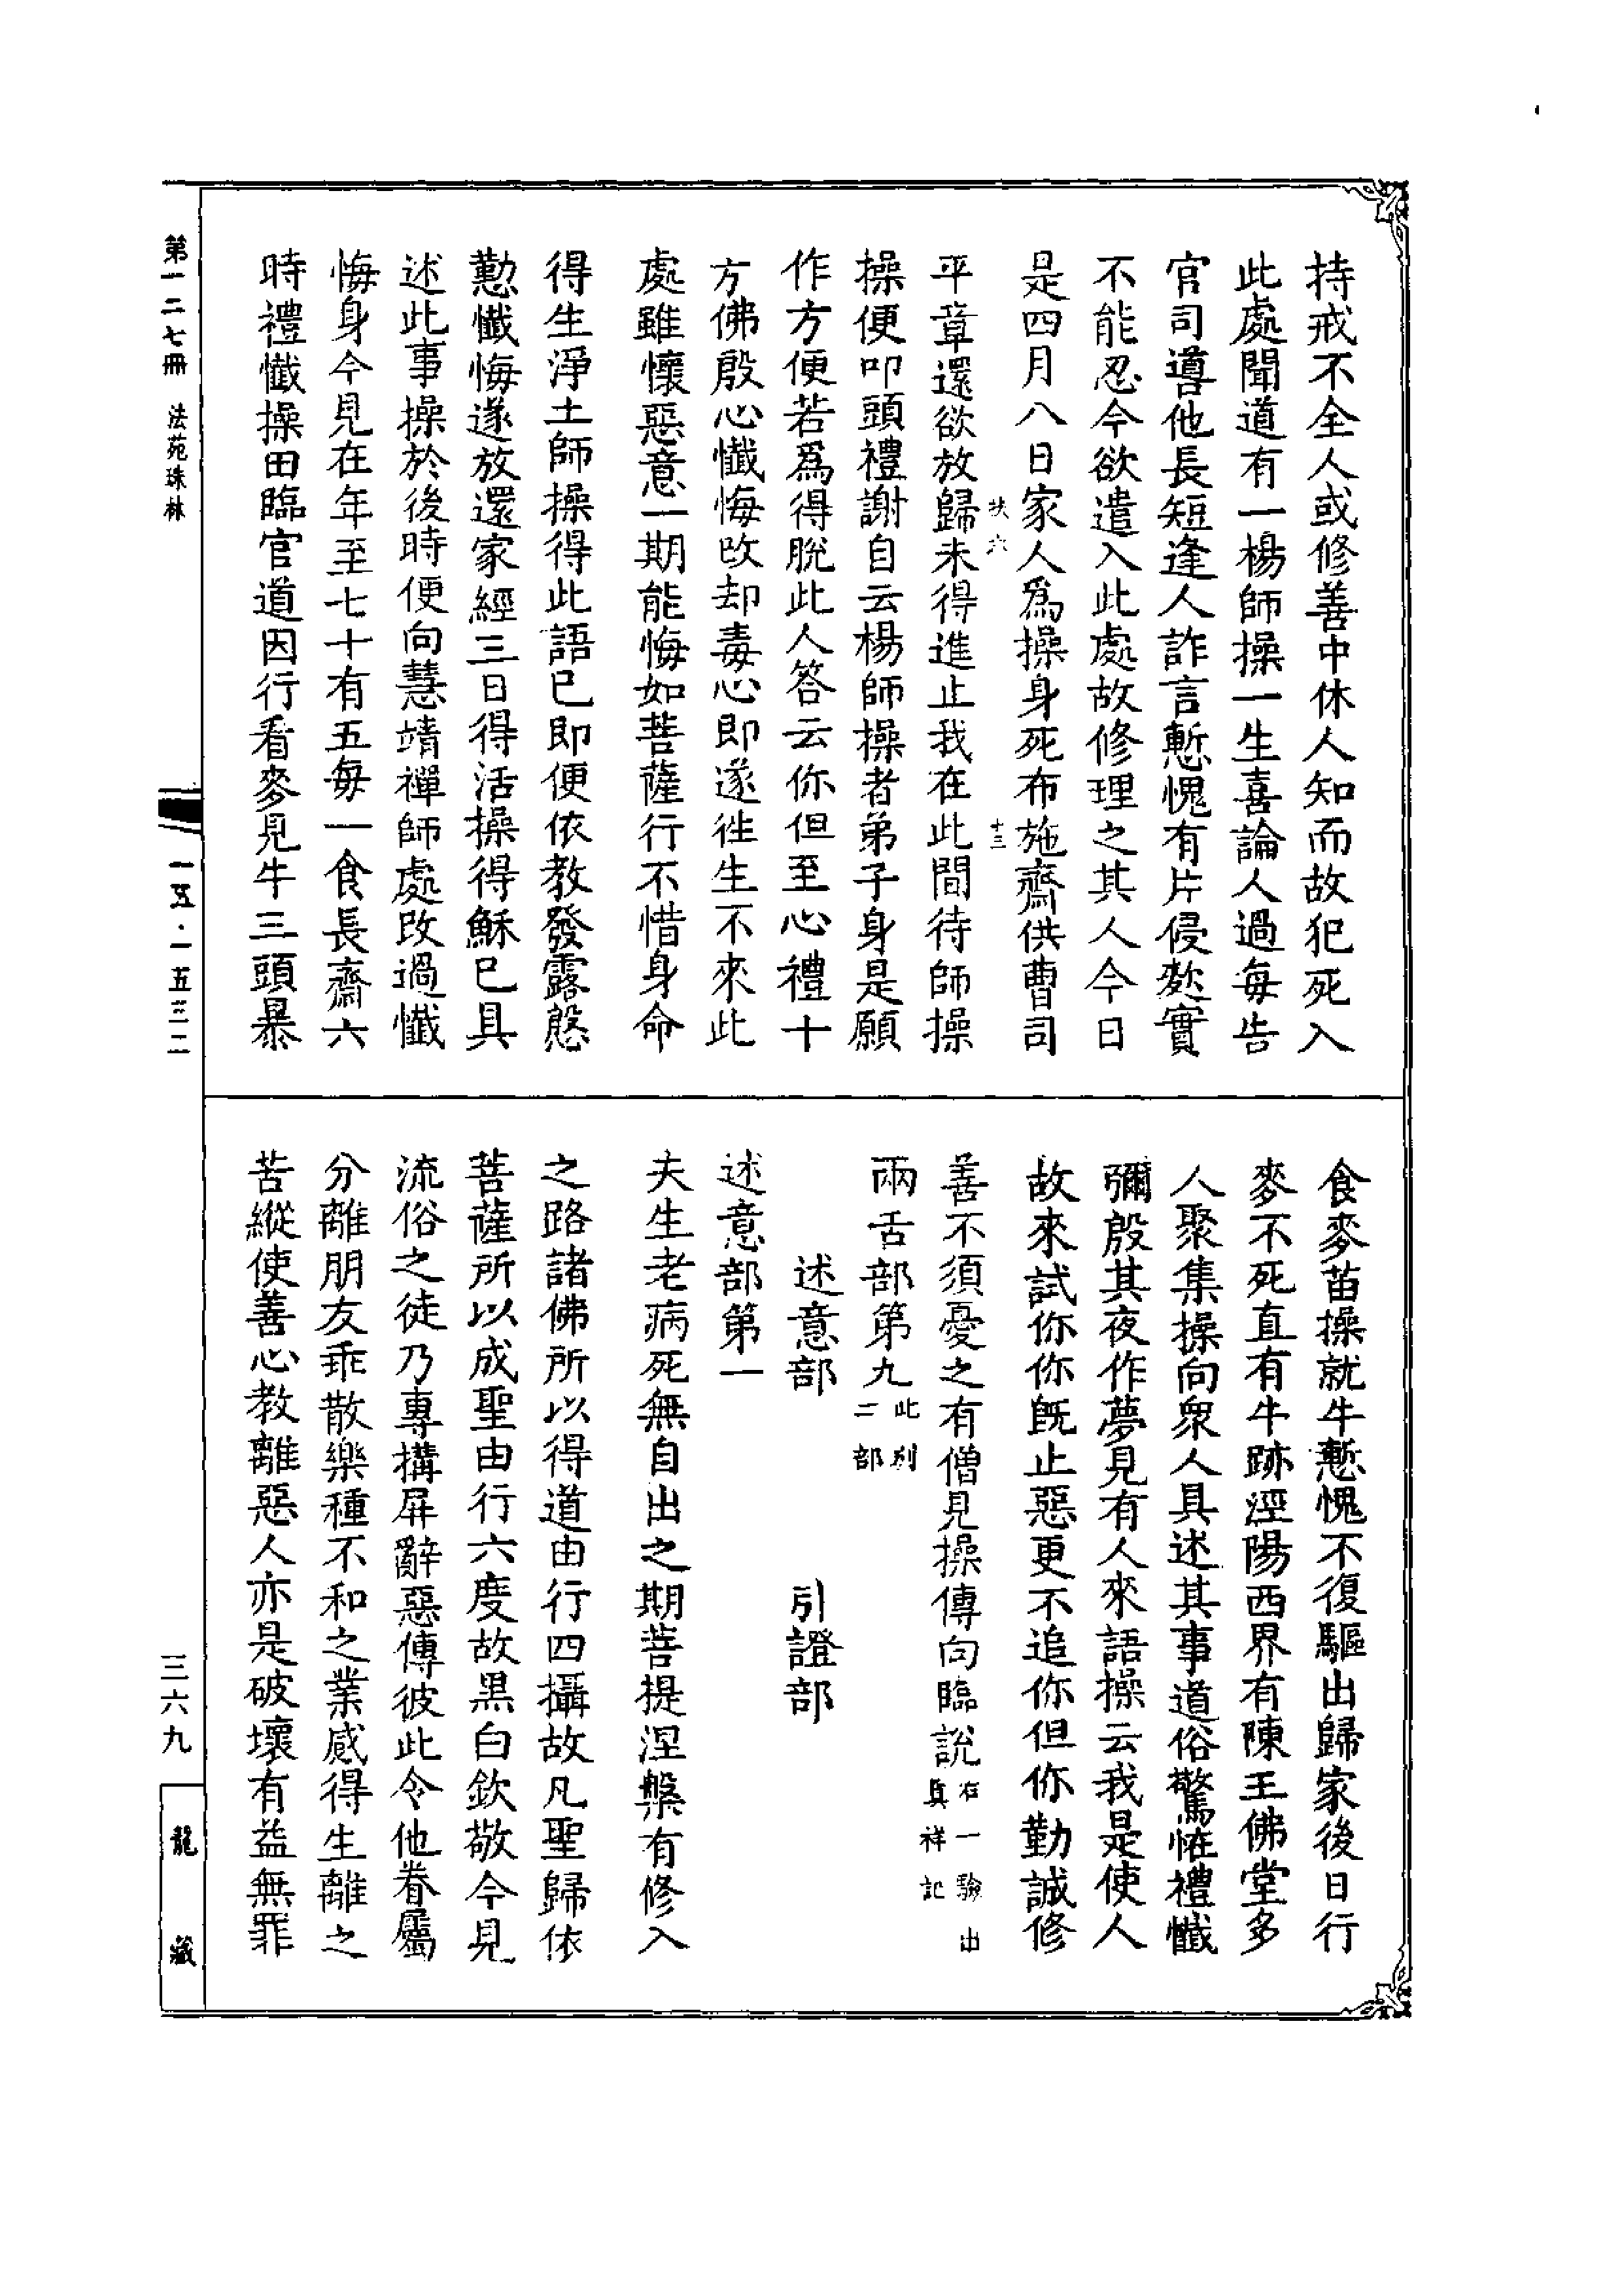 持戒不全人或修善中休人知而故犯死入
此處聞道有一楊師操一生喜論人過每告
官司噵他長短逢人詐言慙愧有片侵欺實
不能忍今欲遣入此處故修理之其人今日
是四月八日家人爲操身死布施齋供曹司
扶六
十三
平章還欲放歸未得進止我在此間待師操
操便叩頭禮謝自云楊師操者弟子身是願
作方便若爲得脫此人答云你但至心禮十
方佛殷心懺悔改却毒心即遂徃生不來此
處雖懷惡意一期能悔如菩薩行不惜身命
得生淨土師操得此語已即便依教發露慇
懃懺悔遂放還家經三日得活操得穌已具
述此事操於後時便向慧靖禪師處改過懺
悔身今見在年至七十有五每一食長齋六
時禮懺操田臨官道因行看麥見牛三頭暴
食麥苗操就牛慙愧不復驅出歸家後日行
麥不死直有牛跡涇陽西界有陳王佛堂多
人聚集操向衆人具述其事道俗驚恠禮懺
彌殷其夜作夢見有人來語操云我是使人
故來試你你旣止惡更不追你但你勤誠修
善不須憂之有僧見操傳向臨說右一驗出
冥祥記
兩舌部第九此別
二部
述意部　引證部
述意部第一
夫生老病死無自出之期菩提涅槃有修入
之路諸佛所以得道由行四攝故凡聖歸依
菩薩所以成聖由行六度故黑白欽敬今見
流俗之徒乃專搆屏辭惡傳彼此令他眷屬
分離朋友乖散樂種不和之業感得生離之
苦縱使善心教離惡人亦是破壞有益無罪
第一二七冊　法苑珠林
一五·一五三二
三六九
龍藏